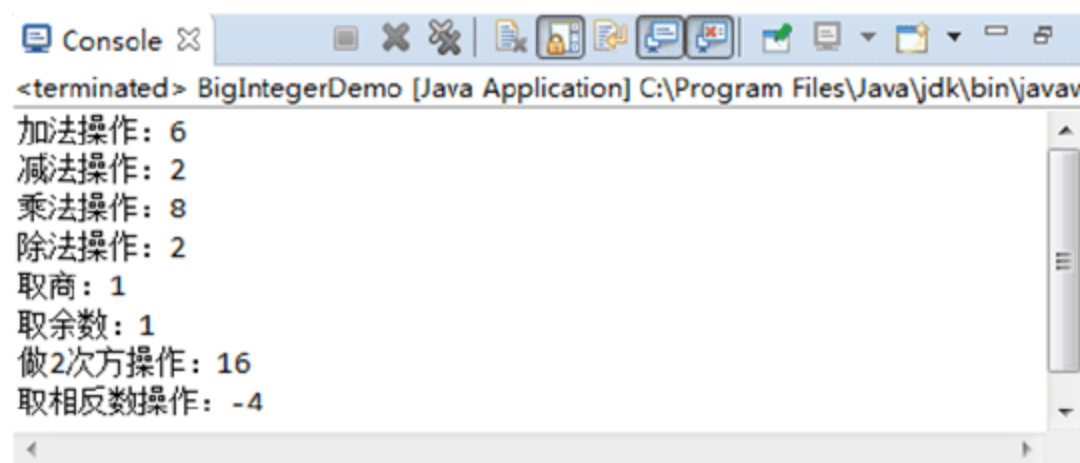 Console
<terminated> BigIntegerDemo [Java Application] C:\Program Files\Java\jdk\bin\javaw
加法操作：6
减法操作：2
乘法操作：8
除法操作：2
取商：1
取余数：1
做2次方操作：16
取相反数操作：-4